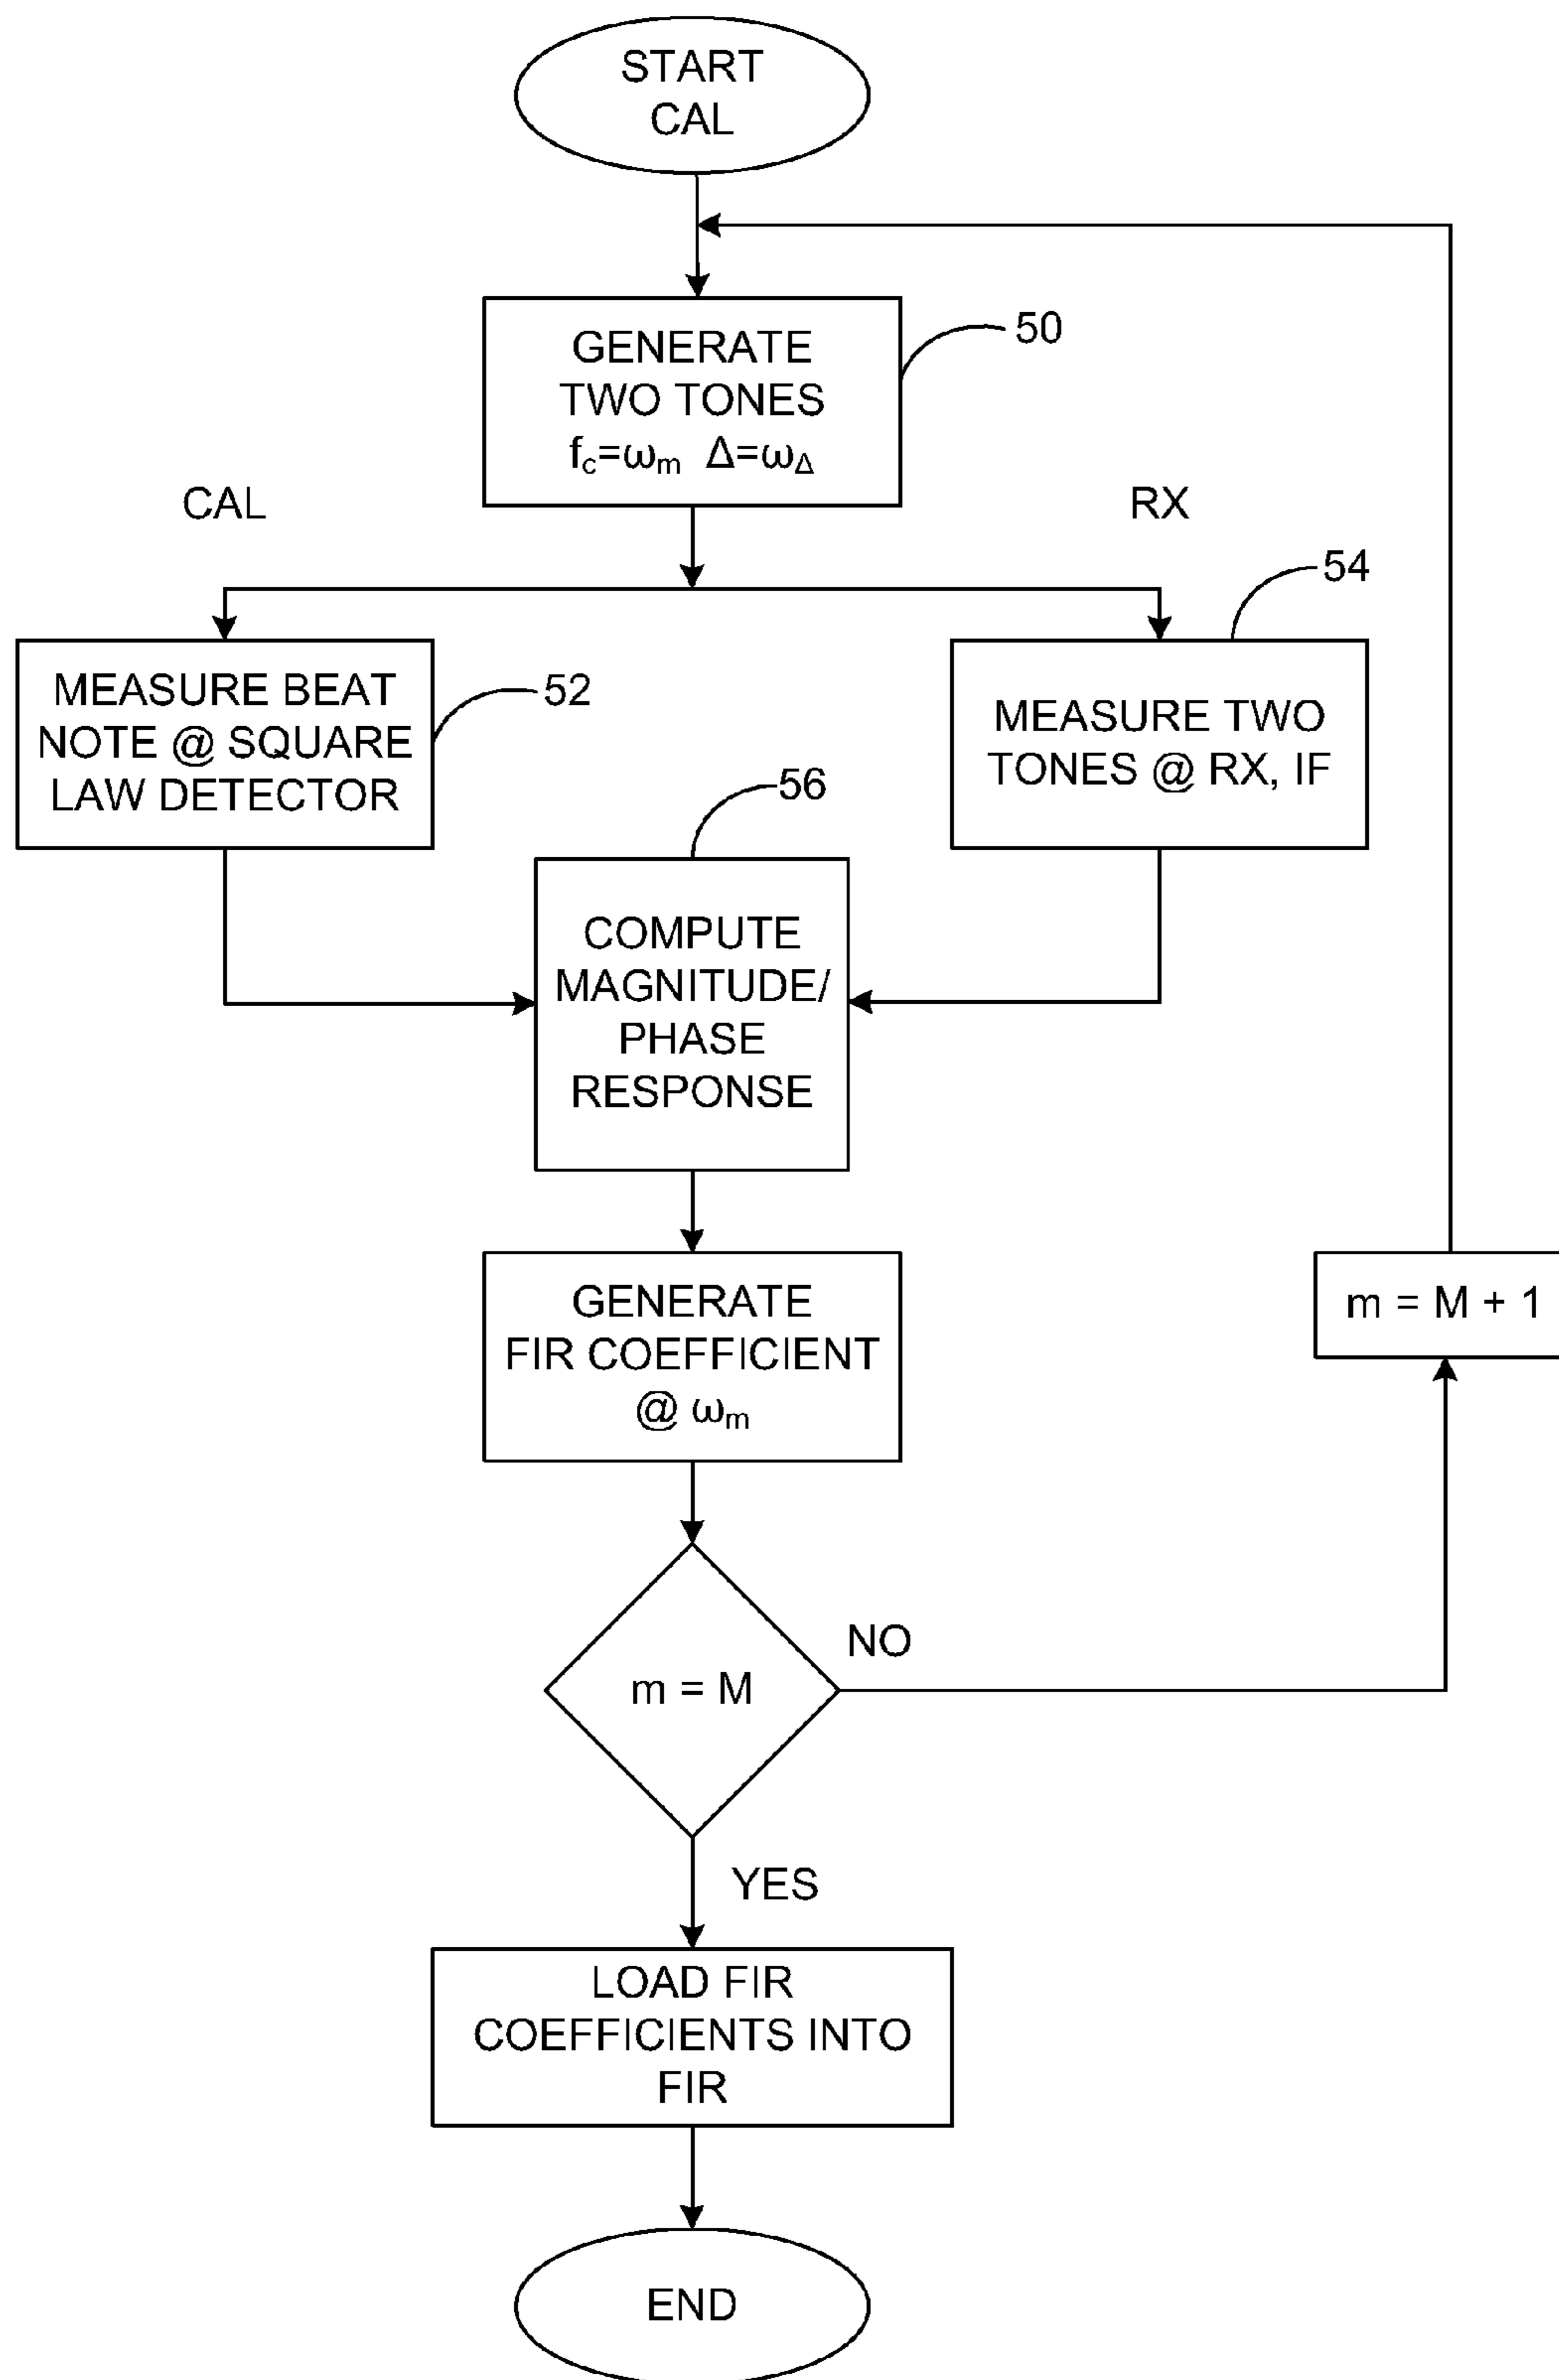 START
CAL
GENERATE
TWO TONES
fc=ωm Δ=ωΔ
50
CAL
RX
54
MEASURE BEAT
NOTE @ SQUARE
LAW DETECTOR
52
MEASURE TWO
TONES @ RX, IF
56
COMPUTE
MAGNITUDE/
PHASE
RESPONSE
GENERATE
FIR COEFFICIENT
@ ωm
m = M + 1
NO
m = M
YES
LOAD FIR
COEFFICIENTS INTO
FIR
END